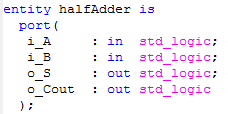 entity halfAdder is
  port(
   i_A     : in  std_logic;
   i_B     : in  std_logic;
   o_S     : out std_logic;
   o_Cout  : out std_logic
  );